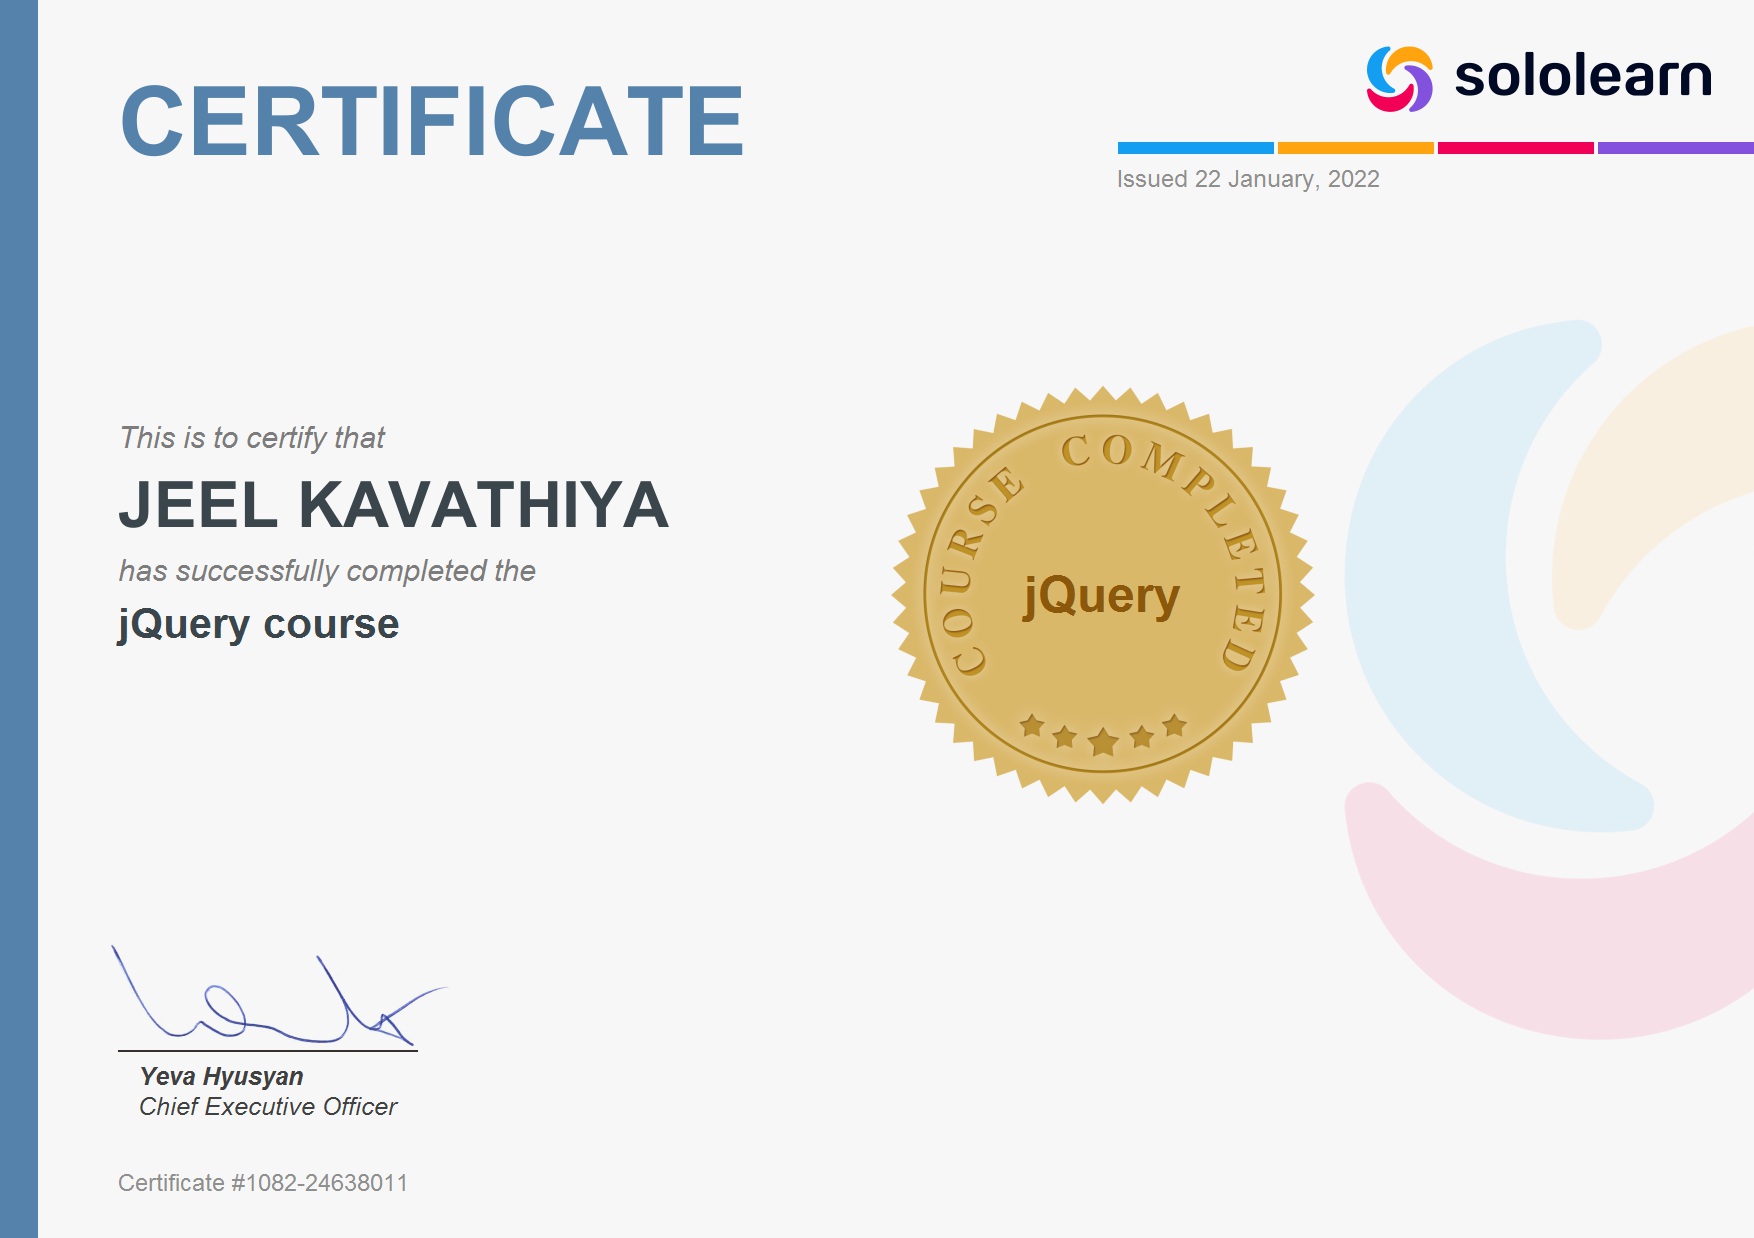 CERTIFICATE
sololearn
Issued 22 January, 2022
This is to certify that
JEEL KAVATHIYA
has successfully completed the
jQuery course
COURSE COMPLETED
jQuery
Yeva Hyusyan
Chief Executive Officer
Certificate #1082-24638011